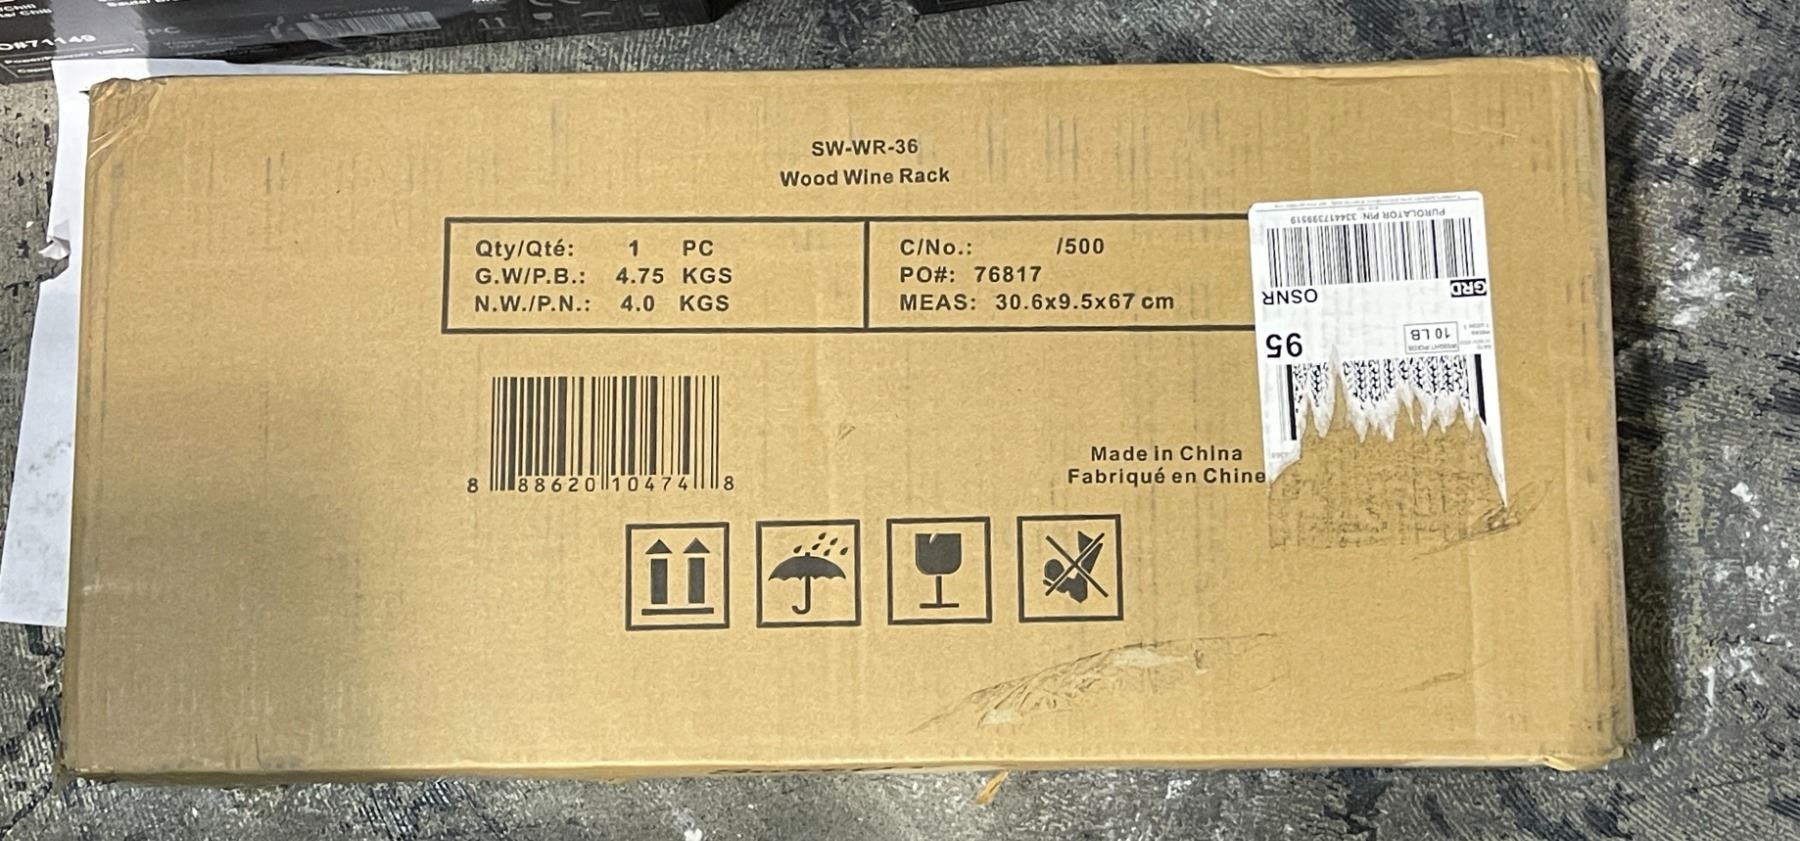 O#71149
SW-WR-36
Wood Wine Rack
Qty/Qté: 1 PC
G.W/P.B.: 4.75 KGS
N.W./P.N.: 4.0 KGS
C/No.: /500
PO#: 76817
MEAS: 30.6x9.5x67 cm
PUROLATOR PIN: 334417399519
GRD
OSNR
10 LB
95
8 88620 10474 8
Made in China
Fabriqué en Chine